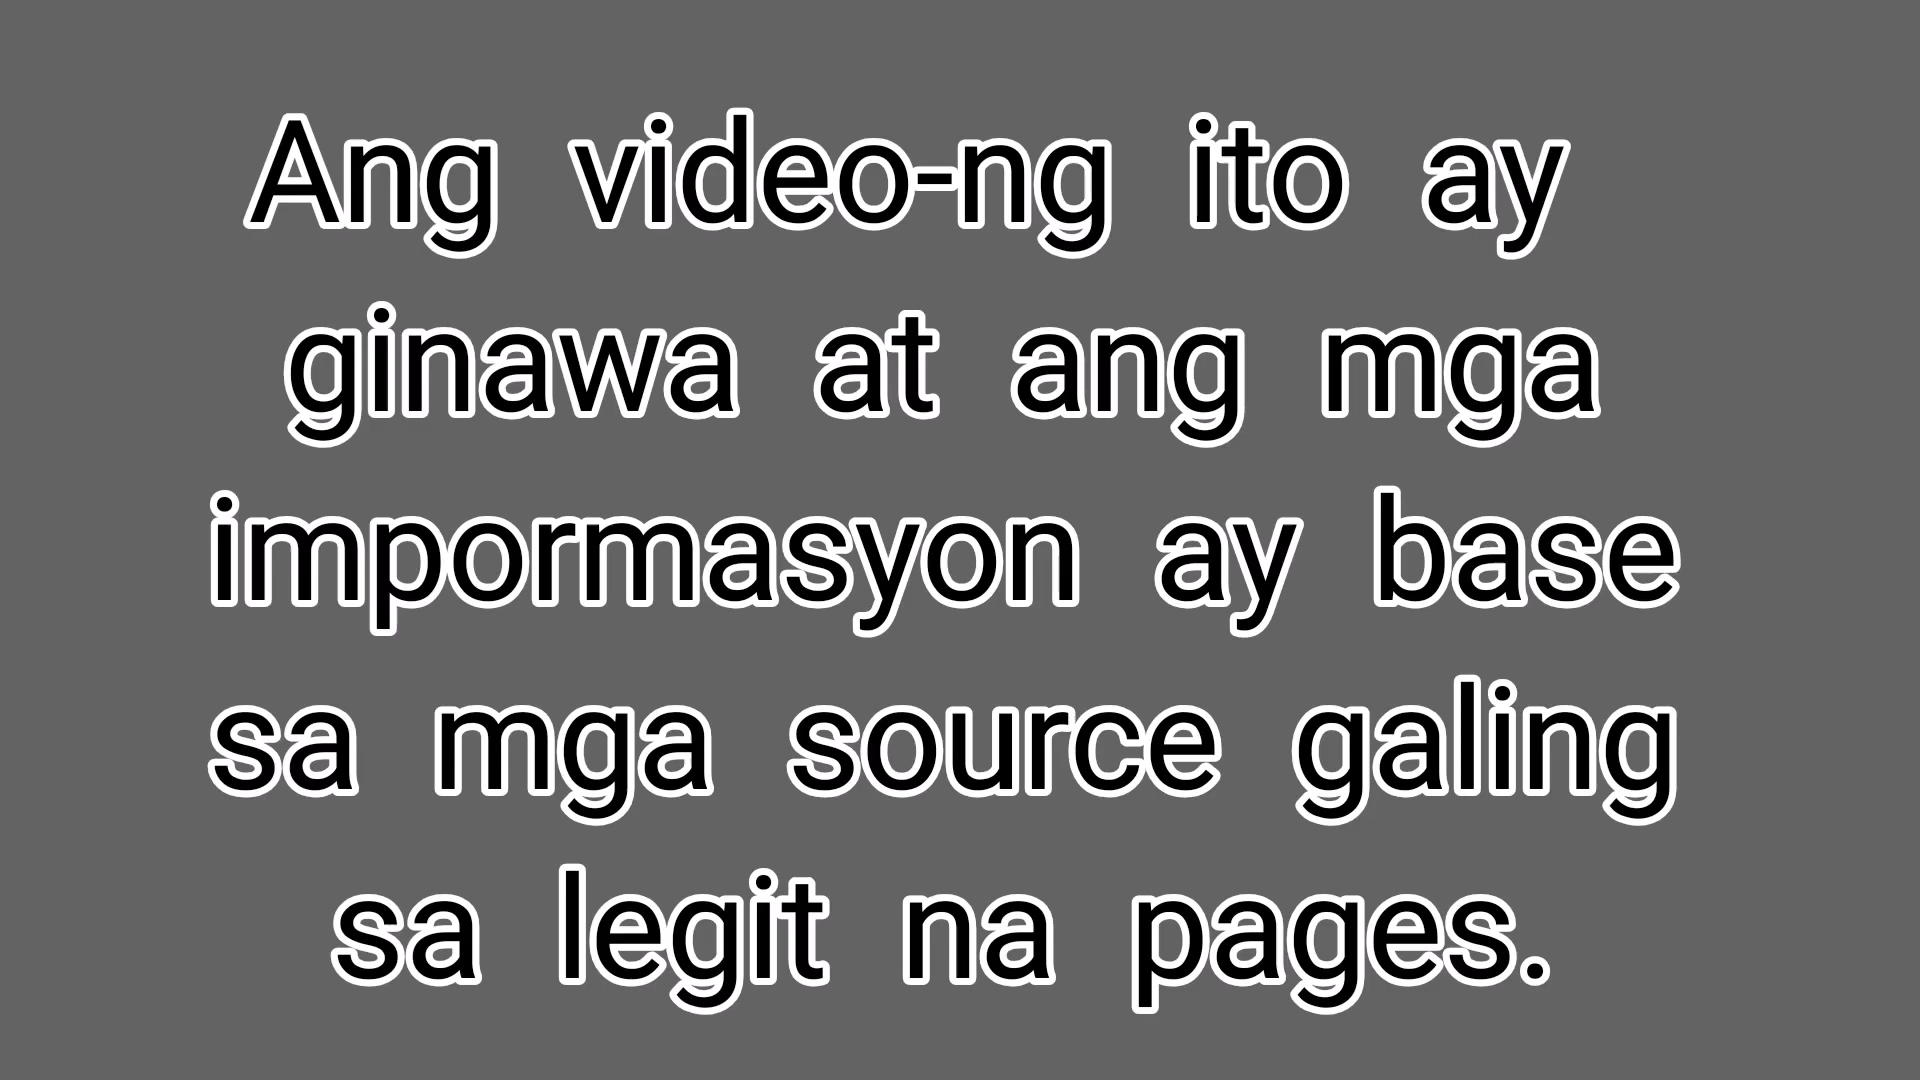 Ang video-ng ito ay
ginawa at ang mga
impormasyon ay base
sa mga source galing
sa legit na pages.